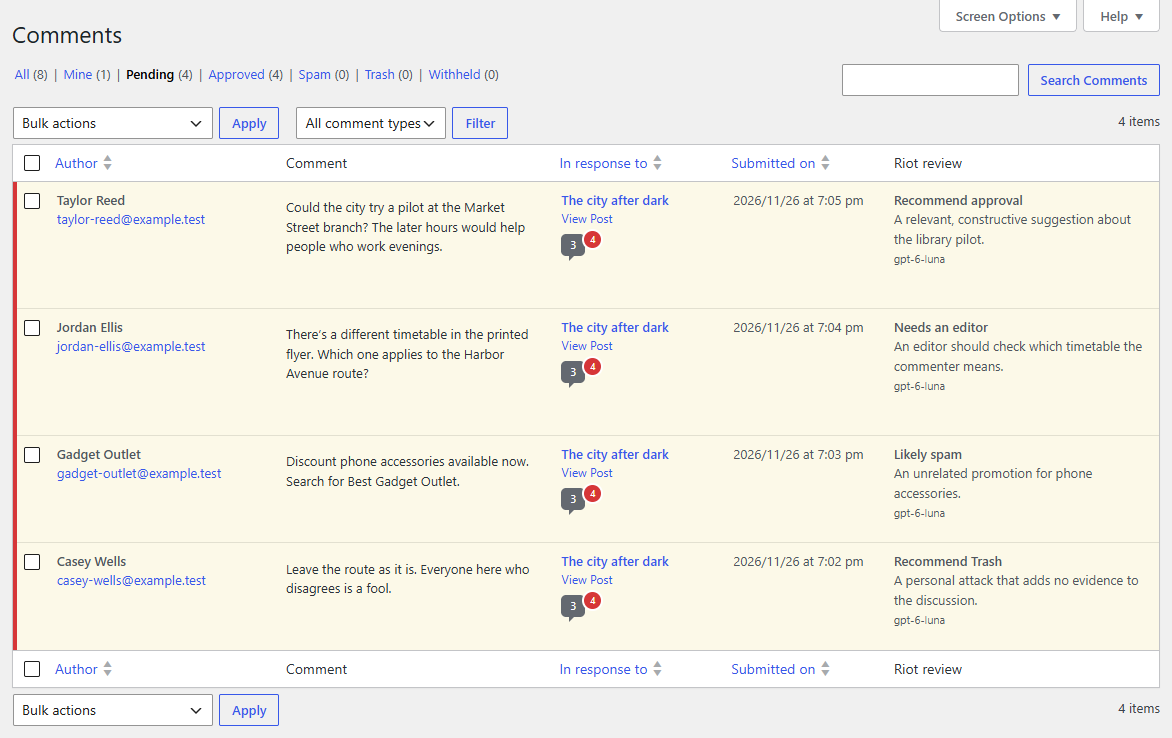 Screen Options ▼
Help ▼
Comments
All (8) | Mine (1) | Pending (4) | Approved (4) | Spam (0) | Trash (0) | Withheld (0)
Search Comments
Bulk actions
Apply
All comment types
Filter
4 items
Author
Comment
In response to
Submitted on
Riot review
Taylor Reed
taylor-reed@example.test
Could the city try a pilot at the Market
Street branch? The later hours would help
people who work evenings.
The city after dark
View Post
3
4
2026/11/26 at 7:05 pm
Recommend approval
A relevant, constructive suggestion about
the library pilot.
gpt-6-luna
Jordan Ellis
jordan-ellis@example.test
There’s a different timetable in the printed
flyer. Which one applies to the Harbor
Avenue route?
The city after dark
View Post
3
4
2026/11/26 at 7:04 pm
Needs an editor
An editor should check which timetable the
commenter means.
gpt-6-luna
Gadget Outlet
gadget-outlet@example.test
Discount phone accessories available now.
Search for Best Gadget Outlet.
The city after dark
View Post
3
4
2026/11/26 at 7:03 pm
Likely spam
An unrelated promotion for phone
accessories.
gpt-6-luna
Casey Wells
casey-wells@example.test
Leave the route as it is. Everyone here who
disagrees is a fool.
The city after dark
View Post
3
4
2026/11/26 at 7:02 pm
Recommend Trash
A personal attack that adds no evidence to
the discussion.
gpt-6-luna
Author
Comment
In response to
Submitted on
Riot review
Bulk actions
Apply
4 items